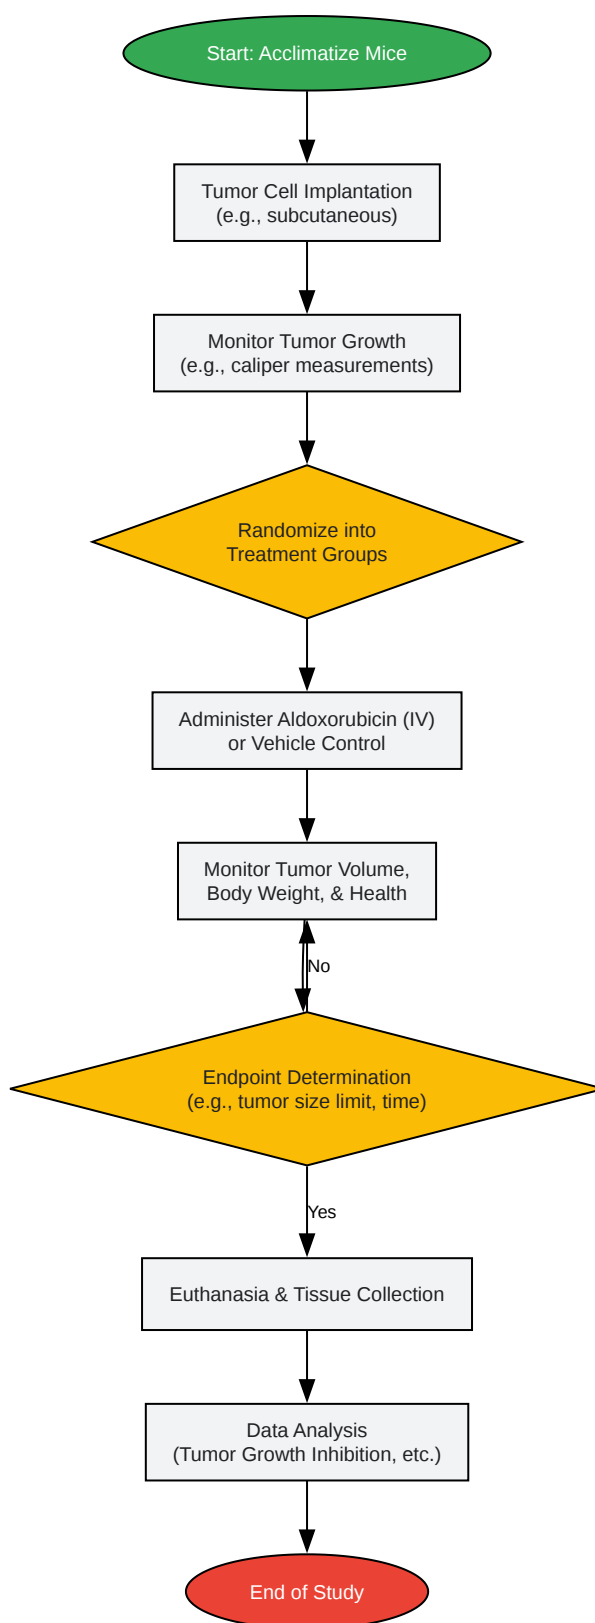 Start: Acclimatize Mice
Tumor Cell Implantation
(e.g., subcutaneous)
Monitor Tumor Growth
(e.g., caliper measurements)
Randomize into
Treatment Groups
Administer Aldoxorubicin (IV)
or Vehicle Control
Monitor Tumor Volume,
Body Weight, & Health
No
Endpoint Determination
(e.g., tumor size limit, time)
Yes
Euthanasia & Tissue Collection
Data Analysis
(Tumor Growth Inhibition, etc.)
End of Study